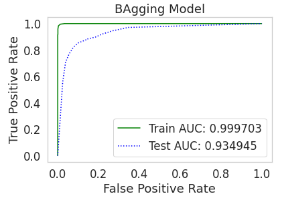 BAgging Model
True Positive Rate
1.0
0.8
0.6
0.4
0.2
0.0
Train AUC: 0.999703
Test AUC: 0.934945
0.0 0.2 0.4 0.6 0.8 1.0
False Positive Rate